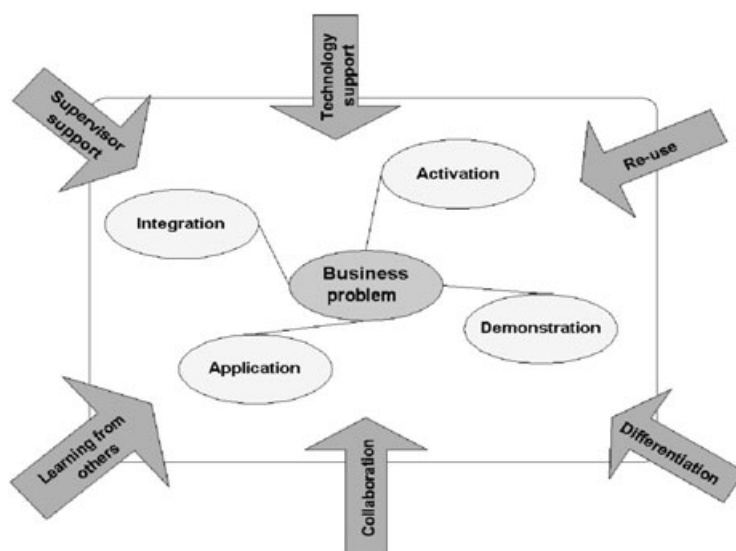 Technology
support
Supervisor
support
Re-use
Activation
Integration
Business
problem
Demonstration
Application
Learning from
others
Collaboration
Differentiation